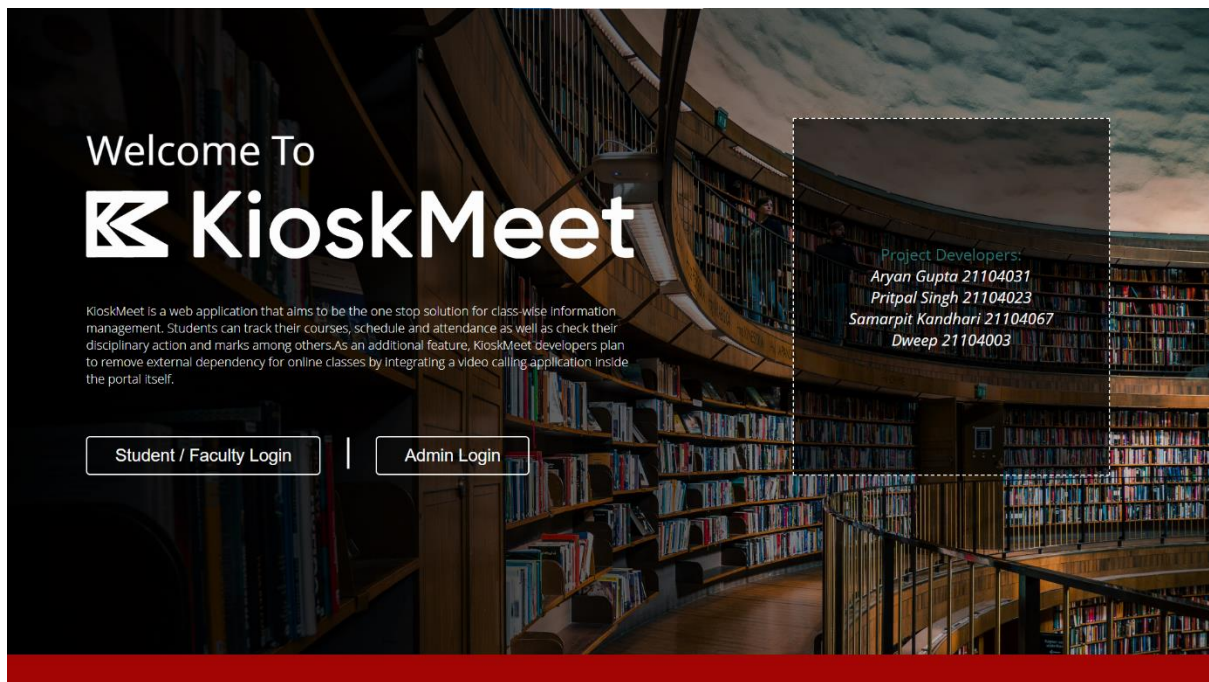 Welcome To
KioskMeet
KioskMeet is a web application that aims to be the one stop solution for class-wise information
management. Students can track their courses, schedule and attendance as well as check their
disciplinary action and marks among others.As an additional feature, KioskMeet developers plan
to remove external dependency for online classes by integrating a video calling application inside
the portal itself.
Student / Faculty Login
Admin Login
Project Developers:
Aryan Gupta 21104031
Pritpal Singh 21104023
Samarpit Kandhari 21104067
Dweep 21104003